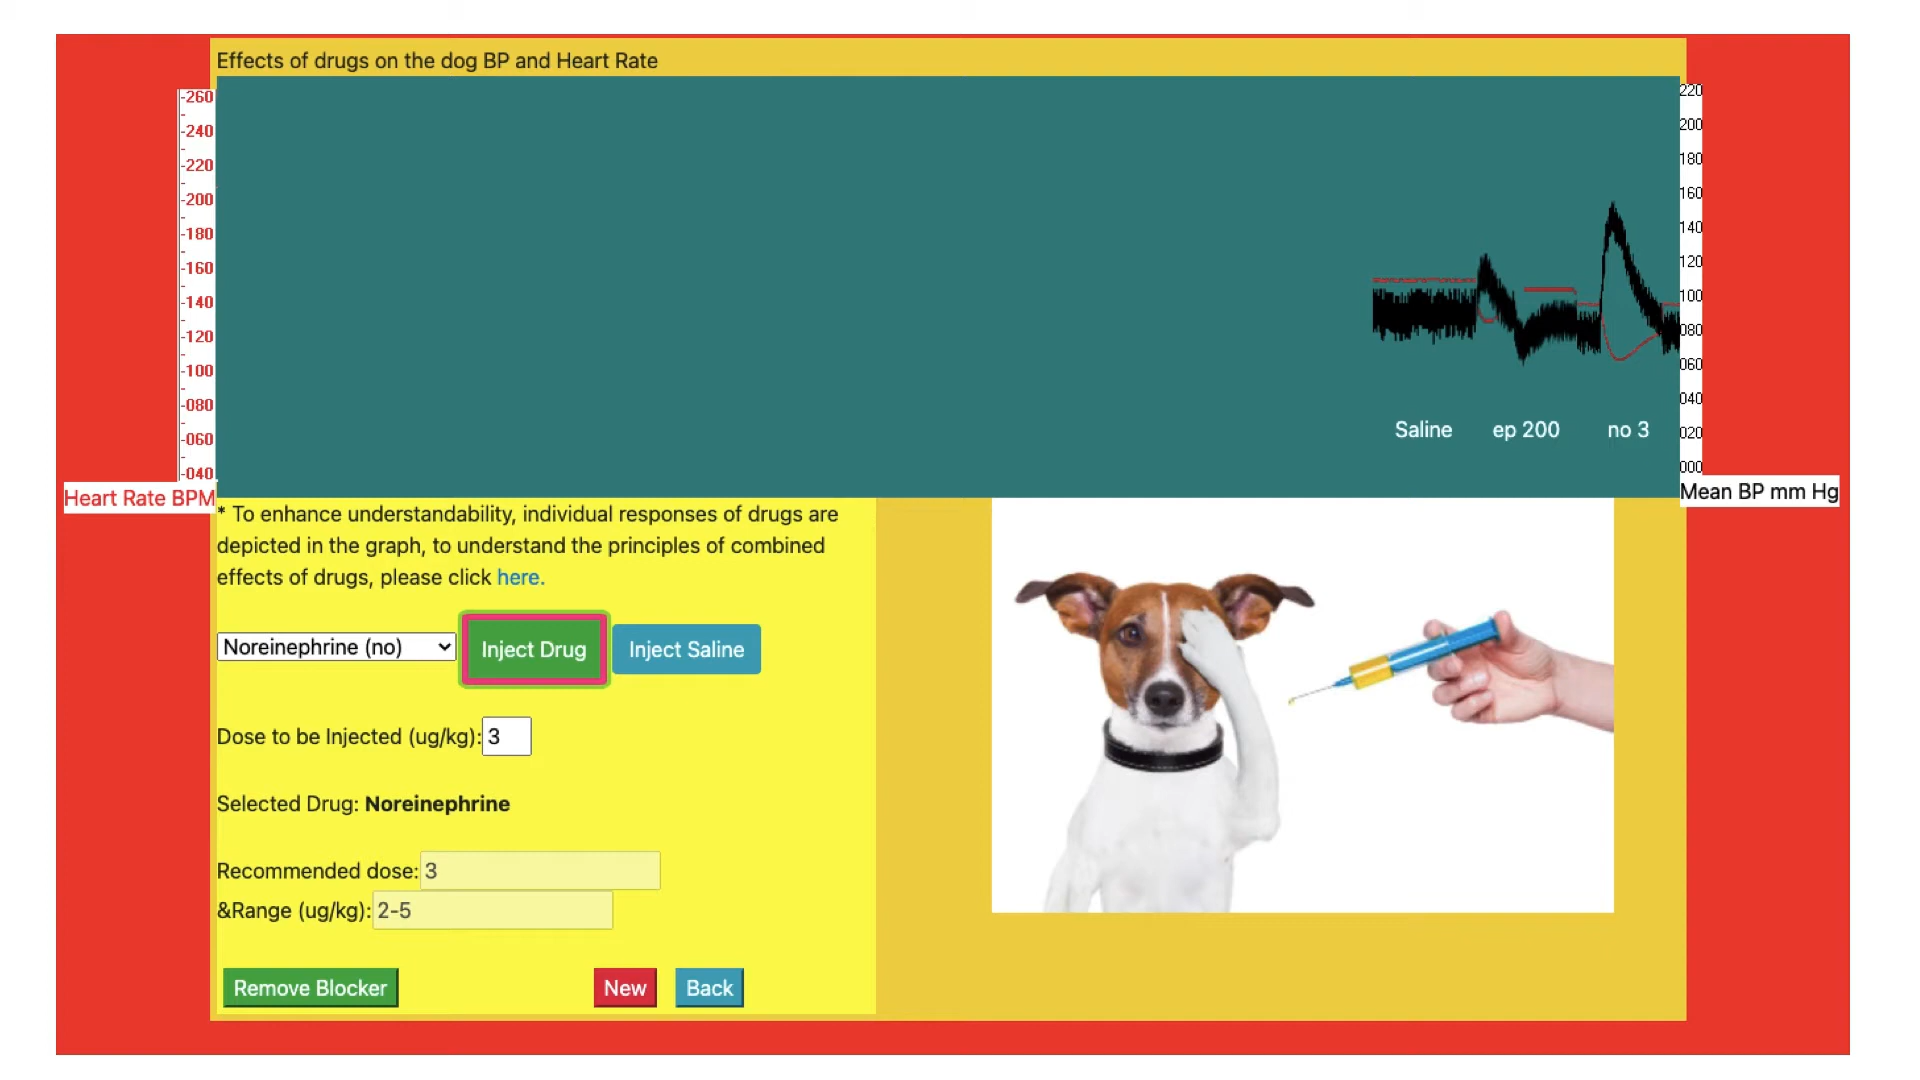 Effects of drugs on the dog BP and Heart Rate
-260
-240
-220
-200
-180
-160
-140
-120
-100
-080
-060
-040
Heart Rate BPM
220
200
180
160
140
120
100
080
060
040
020
000
Mean BP mm Hg
Saline ep 200 no 3
* To enhance understandability, individual responses of drugs are
depicted in the graph, to understand the principles of combined
effects of drugs, please click here.
Noreinephrine (no) Inject Drug Inject Saline
Dose to be Injected (ug/kg): 3
Selected Drug: Noreinephrine
Recommended dose: 3
&Range (ug/kg): 2-5
Remove Blocker New Back